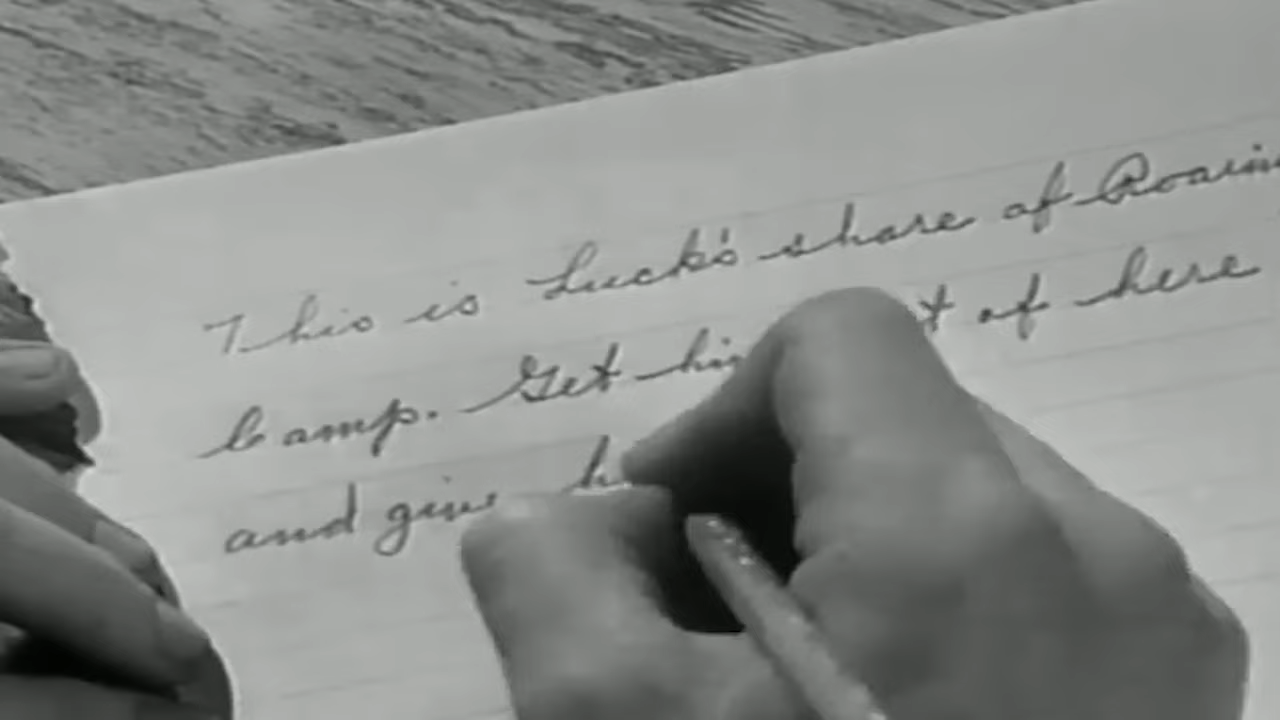 This is Luck's share of Roarin
Camp. Get hi t of here
and give h